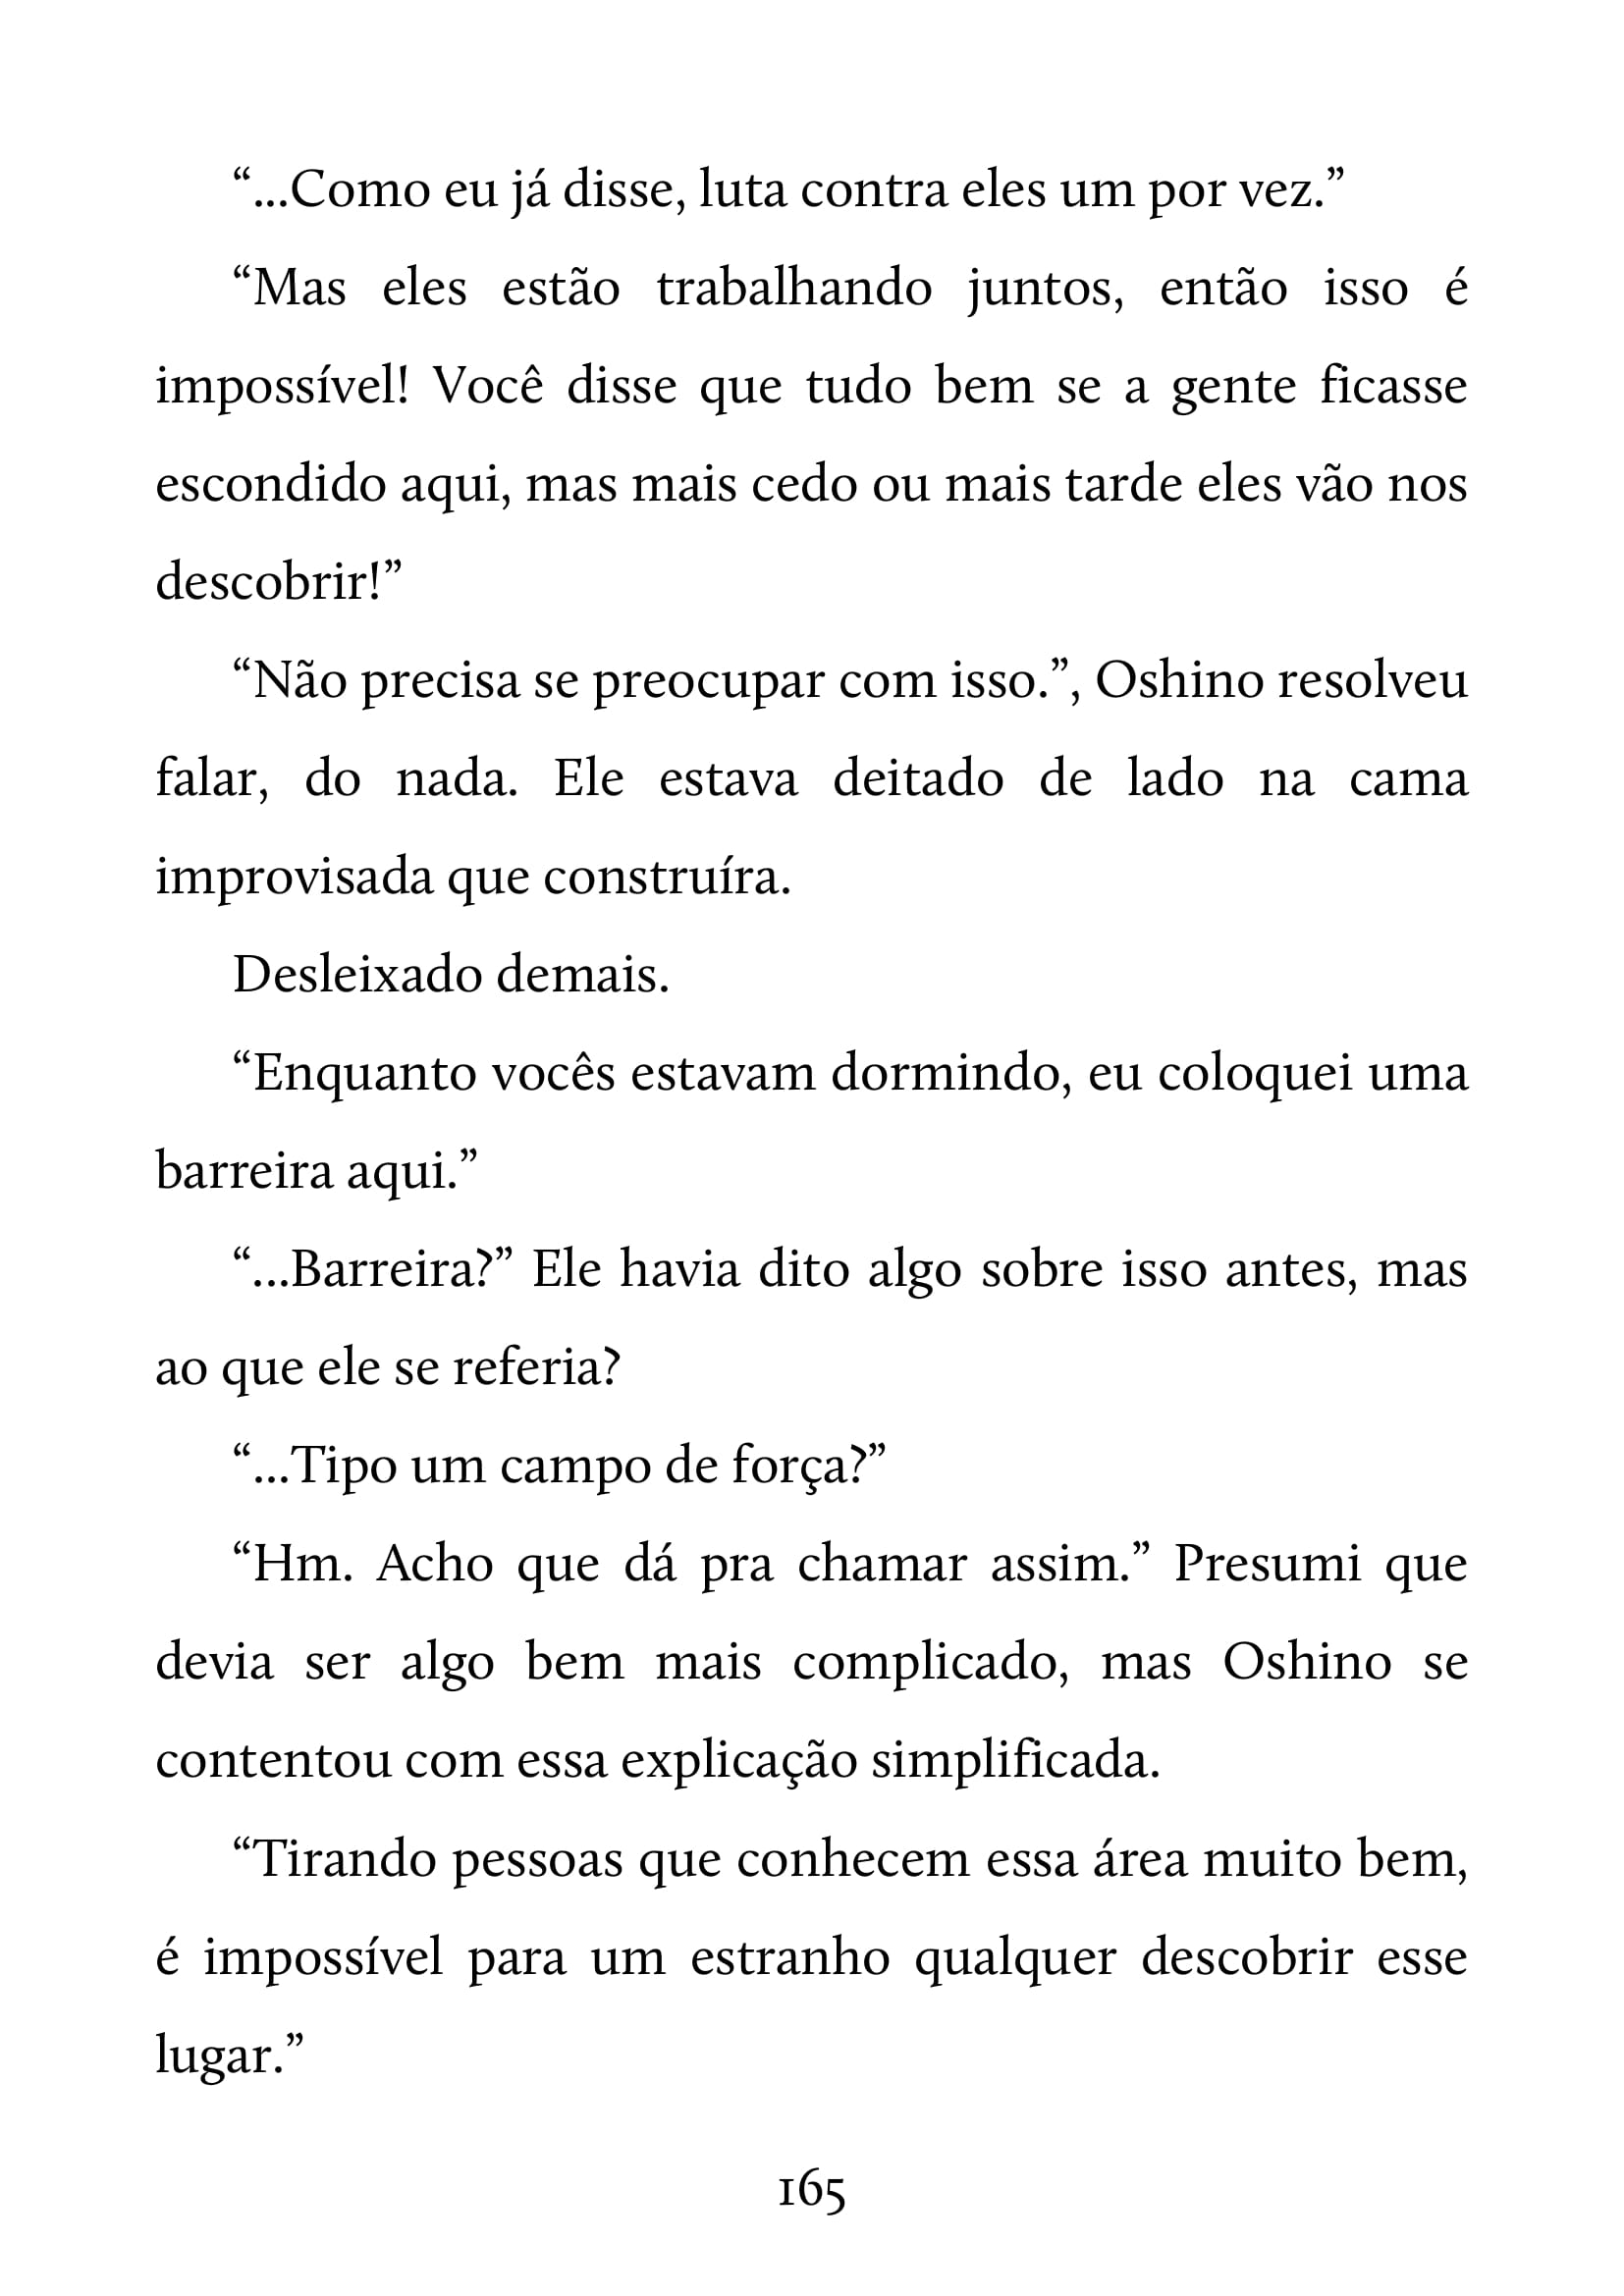 “...Como eu já disse, luta contra eles um por vez.”
“Mas eles estão trabalhando juntos, então isso é
impossível! Você disse que tudo bem se a gente ficasse
escondido aqui, mas mais cedo ou mais tarde eles vão nos
descobrir!”
“Não precisa se preocupar com isso.”, Oshino resolveu
falar, do nada. Ele estava deitado de lado na cama
improvisada que construíra.
Desleixado demais.
“Enquanto vocês estavam dormindo, eu coloquei uma
barreira aqui.”
“...Barreira?” Ele havia dito algo sobre isso antes, mas
ao que ele se referia?
“...Tipo um campo de força?”
“Hm. Acho que dá pra chamar assim.” Presumi que
devia ser algo bem mais complicado, mas Oshino se
contentou com essa explicação simplificada.
“Tirando pessoas que conhecem essa área muito bem,
é impossível para um estranho qualquer descobrir esse
lugar.”
165